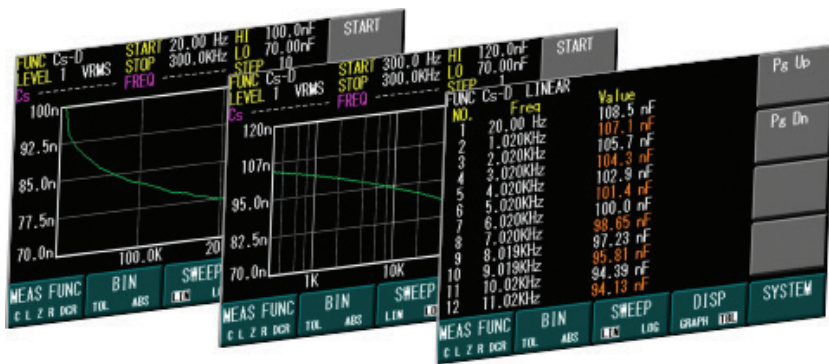 FUNC Cs-D START 20.00 Hz HI 100.0nF START
LEVEL 1 VRMS STOP 300.0KHz LO 70.00nF
Cs ------- FREQ ------- STEP 10
100n
92.5n
85.0n
77.5n
70.0n 100.0K 20
MEAS FUNC BIN SWEEP
C L Z R DCR TOL ABS LIN LO
FUNC Cs-D START 300.0 Hz HI 120.0nF START
LEVEL 1 VRMS STOP 300.0KHz LO 70.00nF
Cs ------- FREQ ------- STEP 1
120n
107n
95.0n
82.5n
70.0n 1K 10K
MEAS FUNC BIN SWEEP
C L Z R DCR TOL ABS LIN LO
FUNC Cs-D LINEAR Pg Up
NO. Freq Value
1 20.00 Hz 108.5 nF
2 1.020KHz 107.1 nF
3 2.020KHz 105.7 nF
4 3.020KHz 104.3 nF
5 4.020KHz 102.9 nF
6 5.020KHz 101.4 nF
7 6.020KHz 100.0 nF
8 7.020KHz 98.65 nF
9 8.019KHz 97.23 nF
10 9.019KHz 95.81 nF
11 10.02KHz 94.39 nF
12 11.02KHz 94.13 nF
Pg Dn
MEAS FUNC BIN SWEEP DISP SYSTEM
C L Z R DCR TOL ABS LIN LOG GRAPH